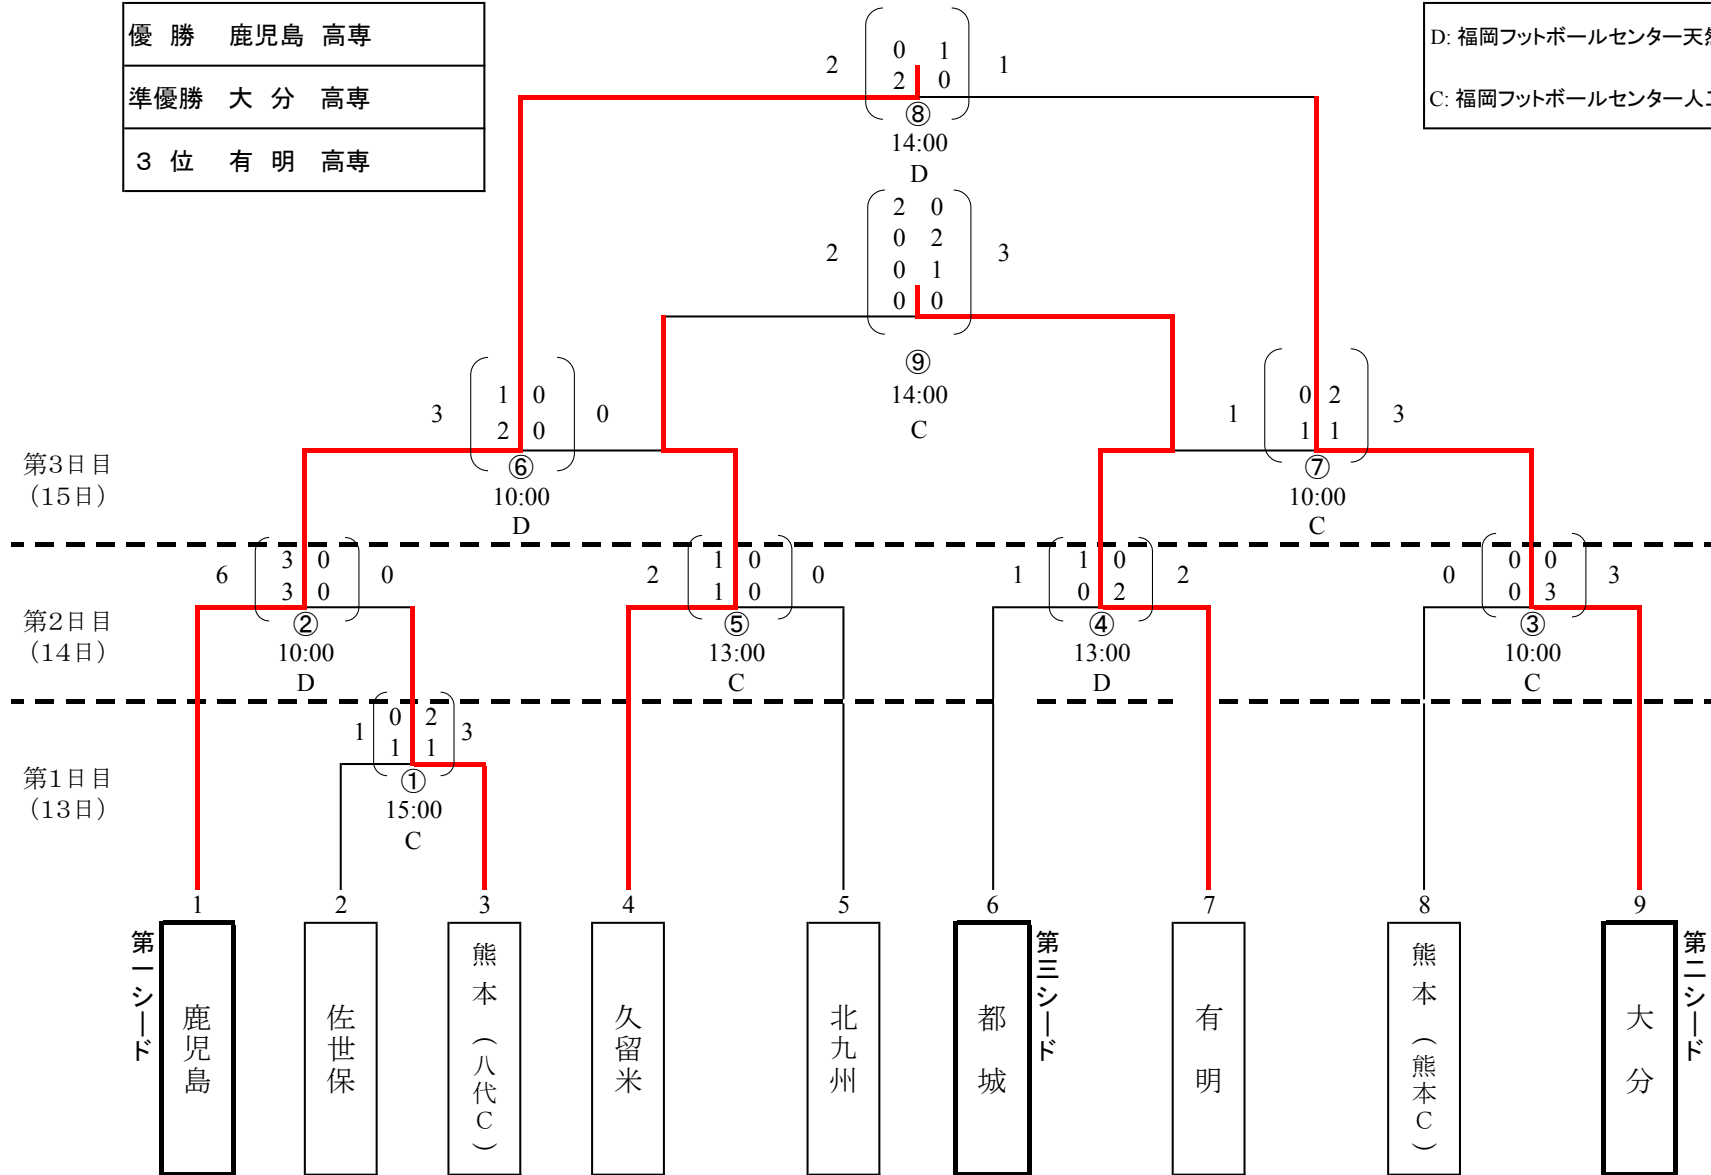 優 勝 鹿児島 高専
準優勝 大 分 高専
3 位 有 明 高専
D: 福岡フットボールセンター天
C: 福岡フットボールセンター人
2 0 1 1
2 0
⑧
14:00
D
2 0
2 0 2 3
0 1
0 0
⑨
14:00
C
3 1 0 0
2 0
⑥
10:00
D
1 0 2 3
1 1
⑦
10:00
C
第3日目
(15日)
6 3 0 0
3 0
②
10:00
D
2 1 0 0
1 0
⑤
13:00
C
1 1 0 2
0 2
④
13:00
D
0 0 0 3
0 3
③
10:00
C
第2日目
(14日)
1 0 2 3
1 1
①
15:00
C
第1日目
(13日)
1 2 3 4 5 6 7 8 9
第一シード
鹿児島
佐世保
熊本(八代C)
久留米
北九州
都城
第三シード
有明
熊本(熊本C)
大分
第二シード